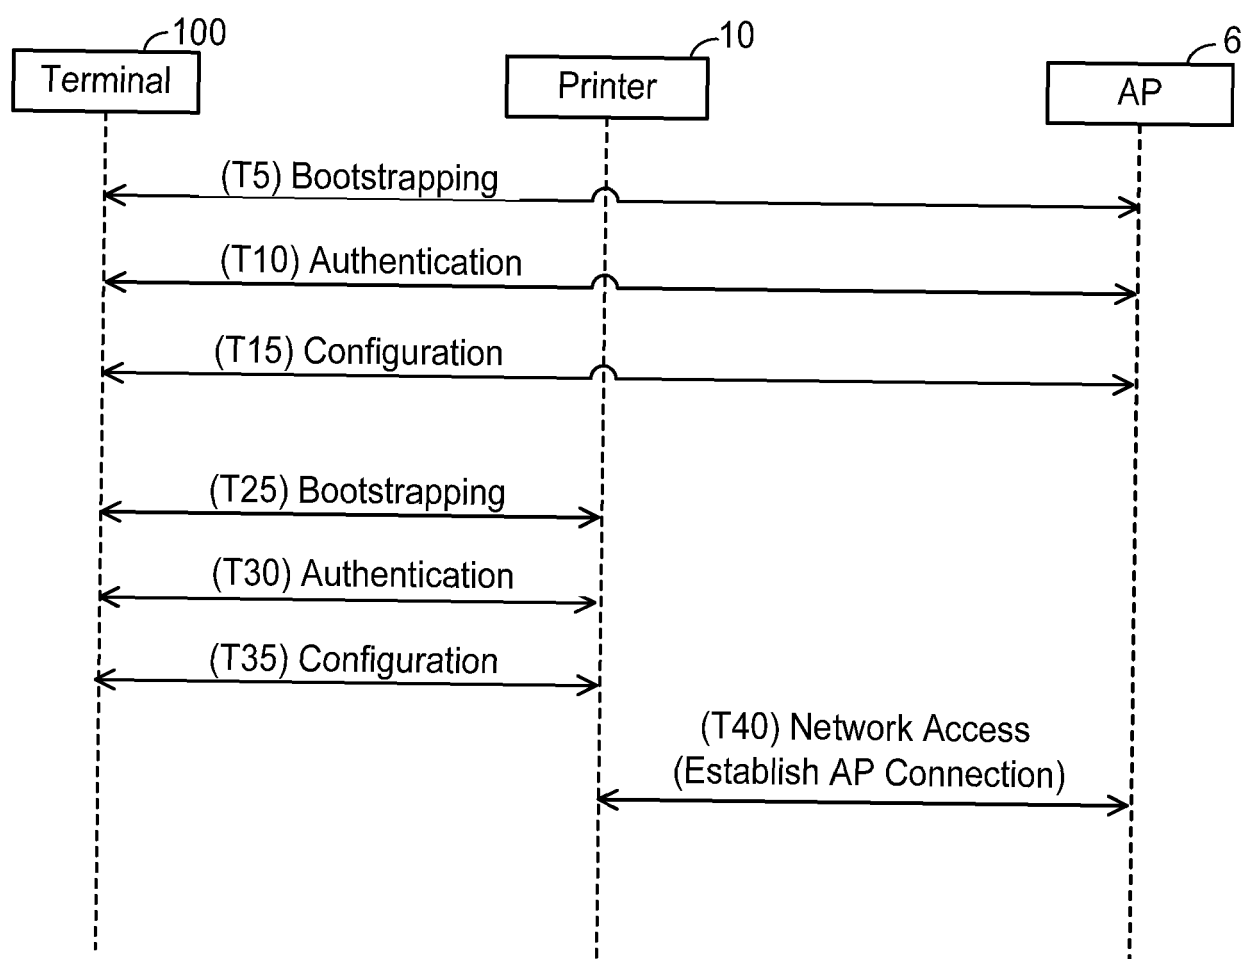 100
10
6
Terminal
Printer
AP
(T5) Bootstrapping
(T10) Authentication
(T15) Configuration
(T25) Bootstrapping
(T30) Authentication
(T35) Configuration
(T40) Network Access
(Establish AP Connection)